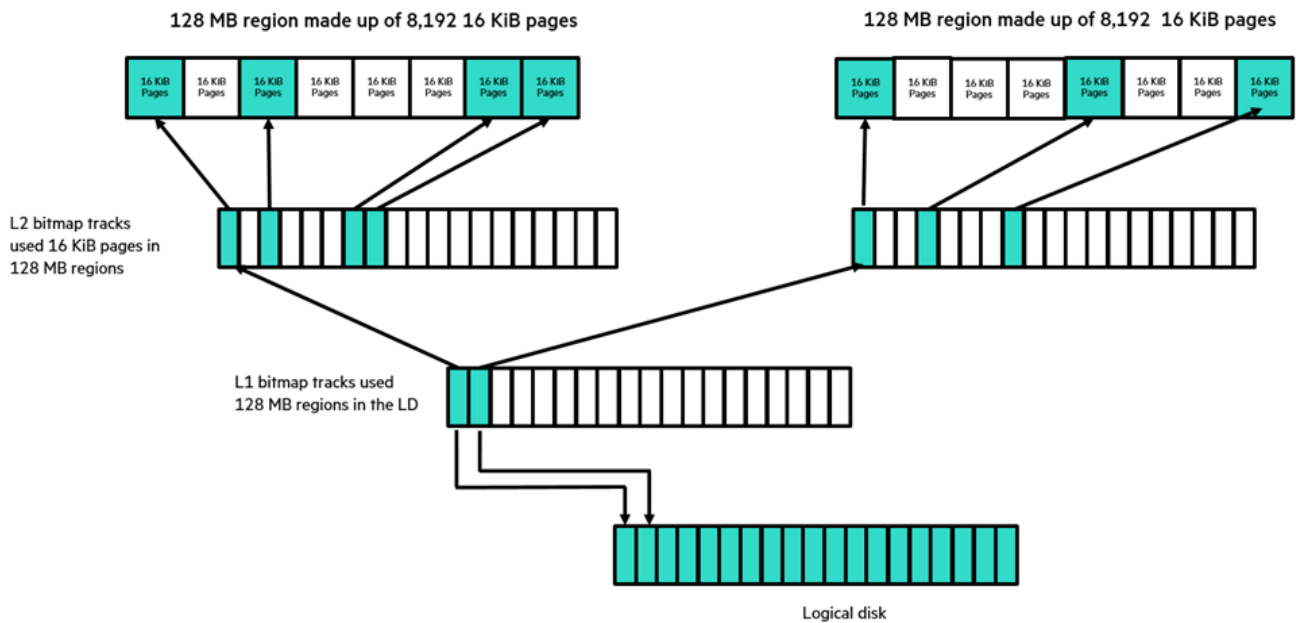 128 MB region made up of 8,192 16 KiB pages
128 MB region made up of 8,192 16 KiB pages
16 KiB
Pages
16 KiB
Pages
16 KiB
Pages
16 KiB
Pages
16 KiB
Pages
16 KiB
Pages
16 KiB
Pages
16 KiB
Pages
16 KiB
Pages
16 KiB
Pages
16 KiB
Pages
16 KiB
Pages
16 KiB
Pages
16 KiB
Pages
16 KiB
Pages
16 KiB
Pages
L2 bitmap tracks
used 16 KiB pages in
128 MB regions
L1 bitmap tracks used
128 MB regions in the LD
Logical disk